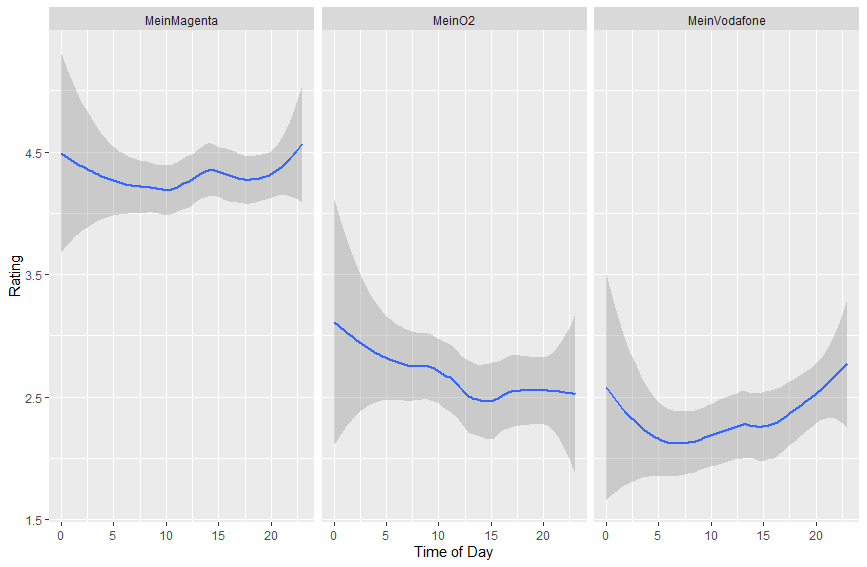 MeinMagenta MeinO2 MeinVodafone
Rating
4.5
3.5
2.5
1.5
0 5 10 15 20 0 5 10 15 20 0 5 10 15 20
Time of Day